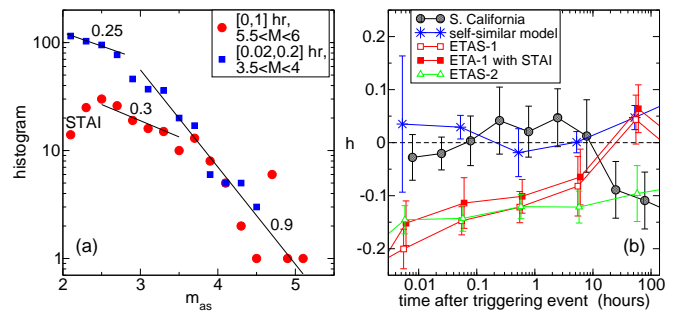 0.25
[0,1] hr,
5.5<M<6
[0.02,0.2] hr,
3.5<M<4
100
10
1
histogram
STAI
0.3
0.9
(a)
2
3
4
5
m_as
S. California
self-similar model
ETAS-1
ETA-1 with STAI
ETAS-2
0.2
0.1
0
-0.1
-0.2
h
(b)
0.01
0.1
1
10
100
time after triggering event (hours)